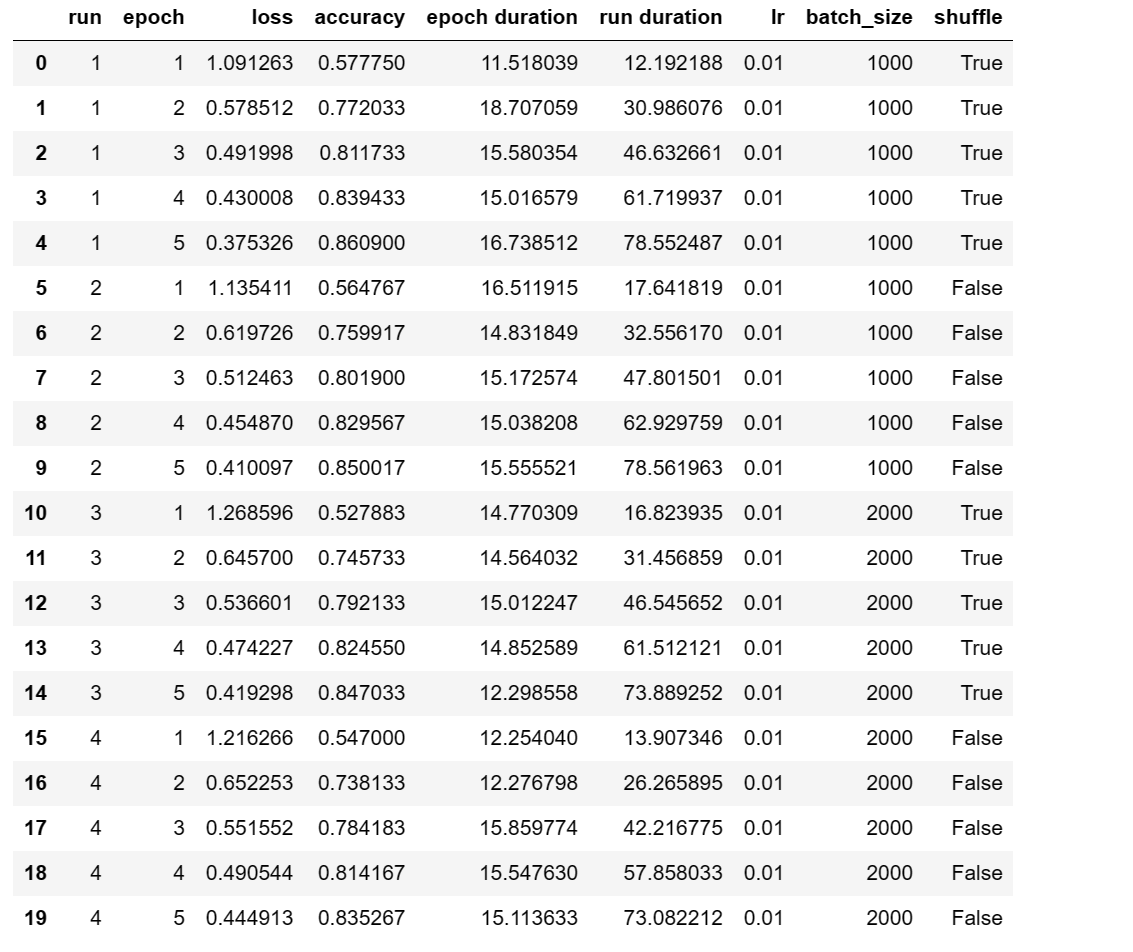 run epoch loss accuracy epoch duration run duration lr batch_size shuffle
0 1 1 1.091263 0.577750 11.518039 12.192188 0.01 1000 True
1 1 2 0.578512 0.772033 18.707059 30.986076 0.01 1000 True
2 1 3 0.491998 0.811733 15.580354 46.632661 0.01 1000 True
3 1 4 0.430008 0.839433 15.016579 61.719937 0.01 1000 True
4 1 5 0.375326 0.860900 16.738512 78.552487 0.01 1000 True
5 2 1 1.135411 0.564767 16.511915 17.641819 0.01 1000 False
6 2 2 0.619726 0.759917 14.831849 32.556170 0.01 1000 False
7 2 3 0.512463 0.801900 15.172574 47.801501 0.01 1000 False
8 2 4 0.454870 0.829567 15.038208 62.929759 0.01 1000 False
9 2 5 0.410097 0.850017 15.555521 78.561963 0.01 1000 False
10 3 1 1.268596 0.527883 14.770309 16.823935 0.01 2000 True
11 3 2 0.645700 0.745733 14.564032 31.456859 0.01 2000 True
12 3 3 0.536601 0.792133 15.012247 46.545652 0.01 2000 True
13 3 4 0.474227 0.824550 14.852589 61.512121 0.01 2000 True
14 3 5 0.419298 0.847033 12.298558 73.889252 0.01 2000 True
15 4 1 1.216266 0.547000 12.254040 13.907346 0.01 2000 False
16 4 2 0.652253 0.738133 12.276798 26.265895 0.01 2000 False
17 4 3 0.551552 0.784183 15.859774 42.216775 0.01 2000 False
18 4 4 0.490544 0.814167 15.547630 57.858033 0.01 2000 False
19 4 5 0.444913 0.835267 15.113633 73.082212 0.01 2000 False